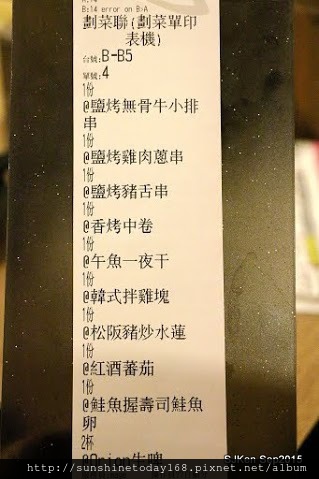 B:14 error on B:A
劃菜聯(劃菜單印
表機)
台號:B-B5
單號:4
1份
@鹽烤無骨牛小排
串
1份
@鹽烤雞肉蔥串
1份
@鹽烤豬舌串
1份
@香烤中卷
1份
@午魚一夜干
1份
@韓式拌雞塊
1份
@松阪豬炒水蓮
1份
@紅酒蕃茄
1份
@鮭魚握壽司鮭魚
卵
2杯
http://sunshinetoday168.pixnet.net/album